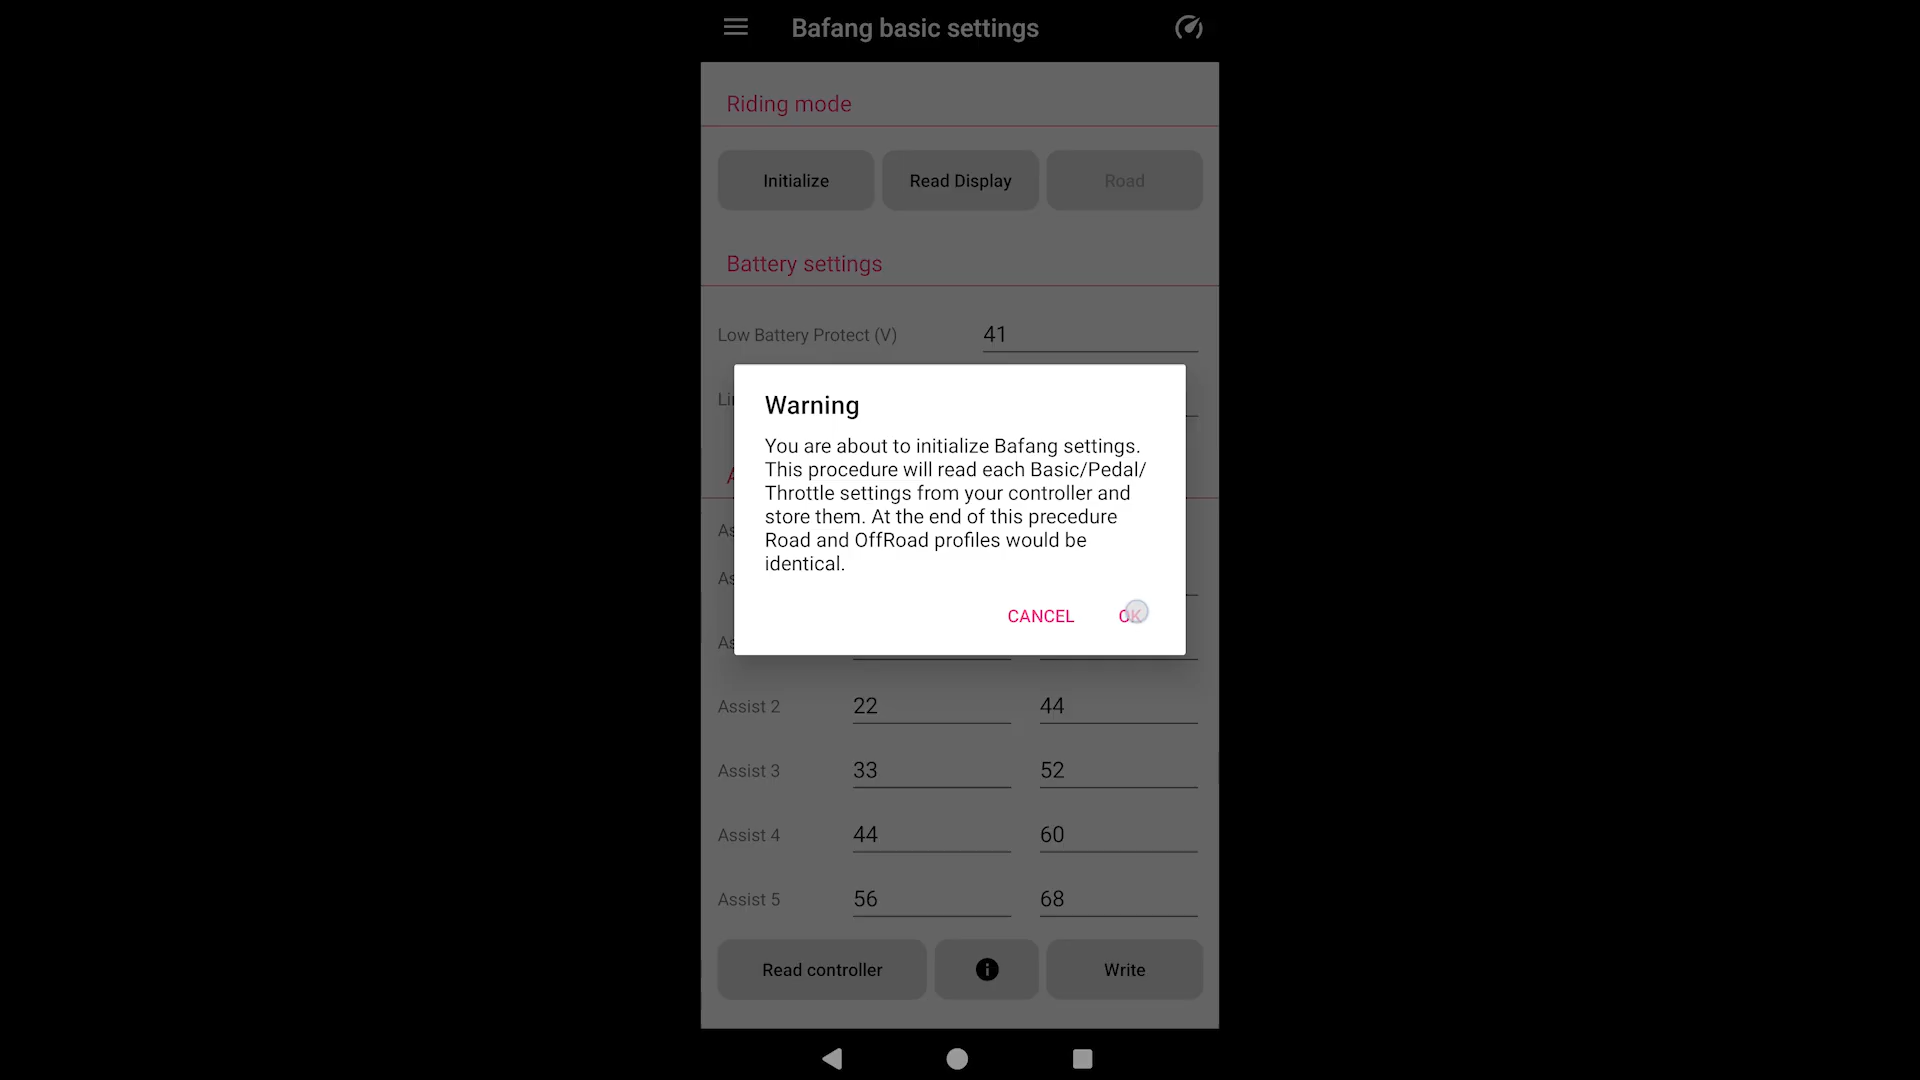 Bafang basic settings
Riding mode
Initialize
Read Display
Road
Battery settings
Low Battery Protect (V)
41
Warning
You are about to initialize Bafang settings.
This procedure will read each Basic/Pedal/
Throttle settings from your controller and
store them. At the end of this precedure
Road and OffRoad profiles would be
identical.
CANCEL
OK
Assist 2
22
44
Assist 3
33
52
Assist 4
44
60
Assist 5
56
68
Read controller
Write